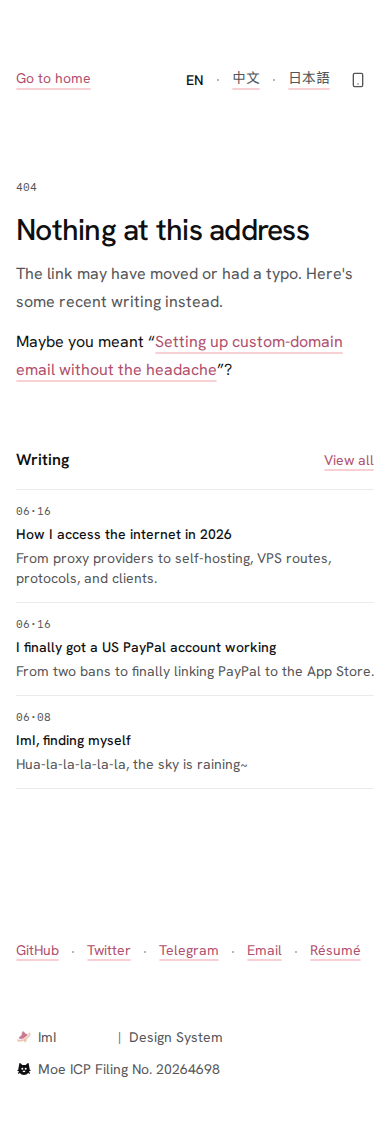 Go to home EN · 中文 · 日本語
404
Nothing at this address
The link may have moved or had a typo. Here's
some recent writing instead.
Maybe you meant “Setting up custom-domain
email without the headache”?
Writing View all
06·16
How I access the internet in 2026
From proxy providers to self-hosting, VPS routes,
protocols, and clients.
06·16
I finally got a US PayPal account working
From two bans to finally linking PayPal to the App Store.
06·08
ImI, finding myself
Hua-la-la-la-la-la, the sky is raining~
GitHub · Twitter · Telegram · Email · Résumé
ImI | Design System
Moe ICP Filing No. 20264698